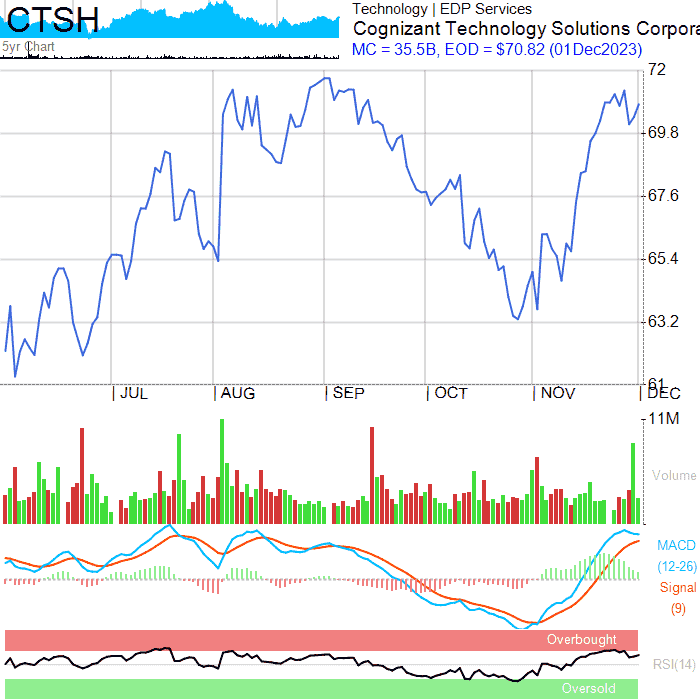 CTSH
5yr Chart
Technology | EDP Services
Cognizant Technology Solutions Corpora
MC = 35.5B, EOD = $70.82 (01Dec2023)
72
69.8
67.6
65.4
63.2
61
| JUL | AUG | SEP | OCT | NOV | DEC
11M
Volume
MACD
(12-26)
Signal
(9)
Overbought
RSI(14)
Oversold